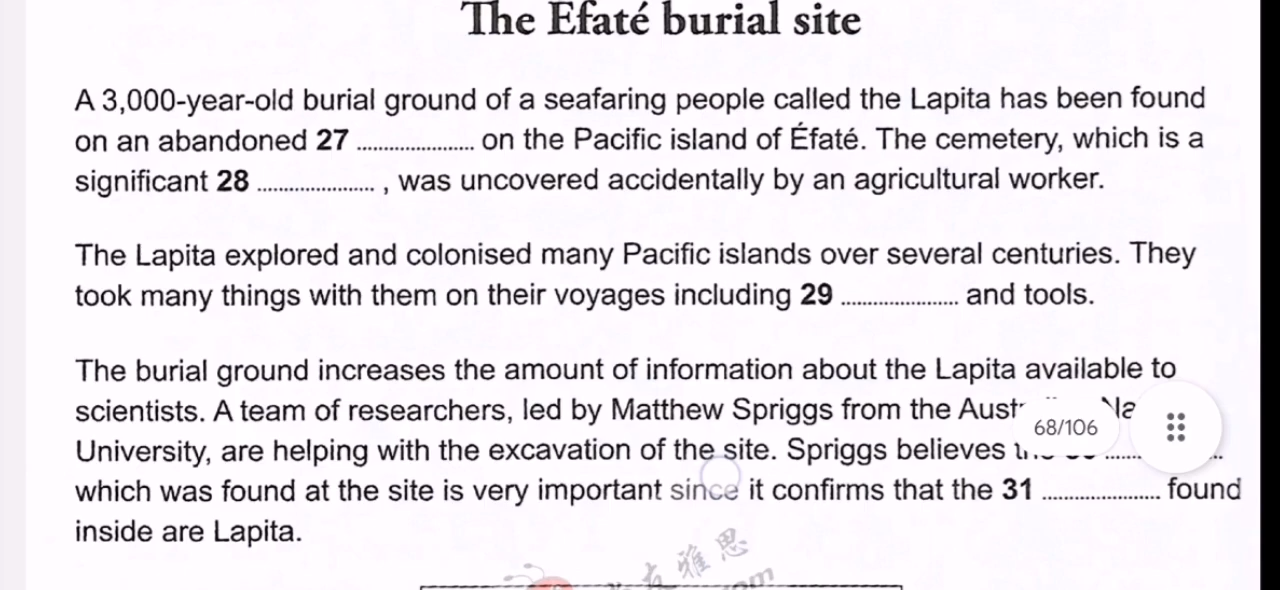 The Efaté burial site
A 3,000-year-old burial ground of a seafaring people called the Lapita has been found
on an abandoned 27 .................... on the Pacific island of Éfaté. The cemetery, which is a
significant 28 .................... , was uncovered accidentally by an agricultural worker.
The Lapita explored and colonised many Pacific islands over several centuries. They
took many things with them on their voyages including 29 .................... and tools.
The burial ground increases the amount of information about the Lapita available to
scientists. A team of researchers, led by Matthew Spriggs from the
68/106
University, are helping with the excavation of the site. Spriggs believes
which was found at the site is very important since it confirms that the 31 .................... found
inside are Lapita.
雅思